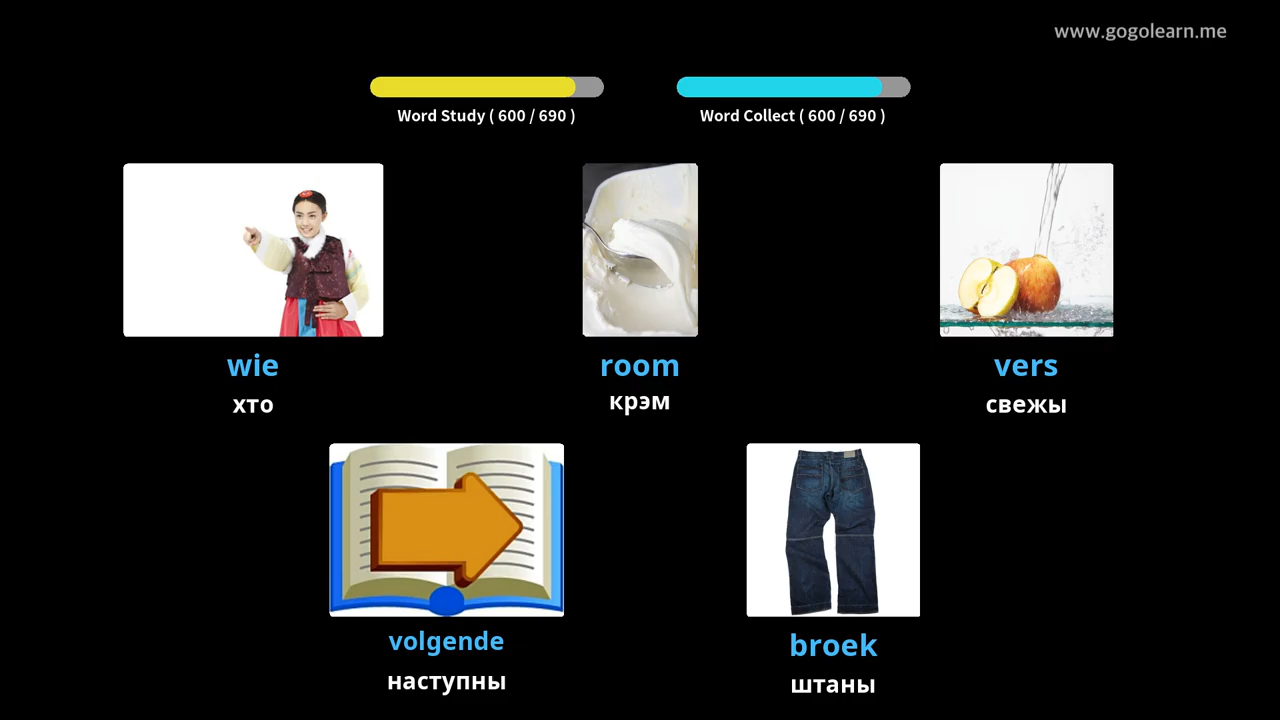 www.gogolearn.me
Word Study ( 600 / 690 )
Word Collect ( 600 / 690 )
wie
хто
room
крэм
vers
свежы
volgende
наступны
broek
штаны